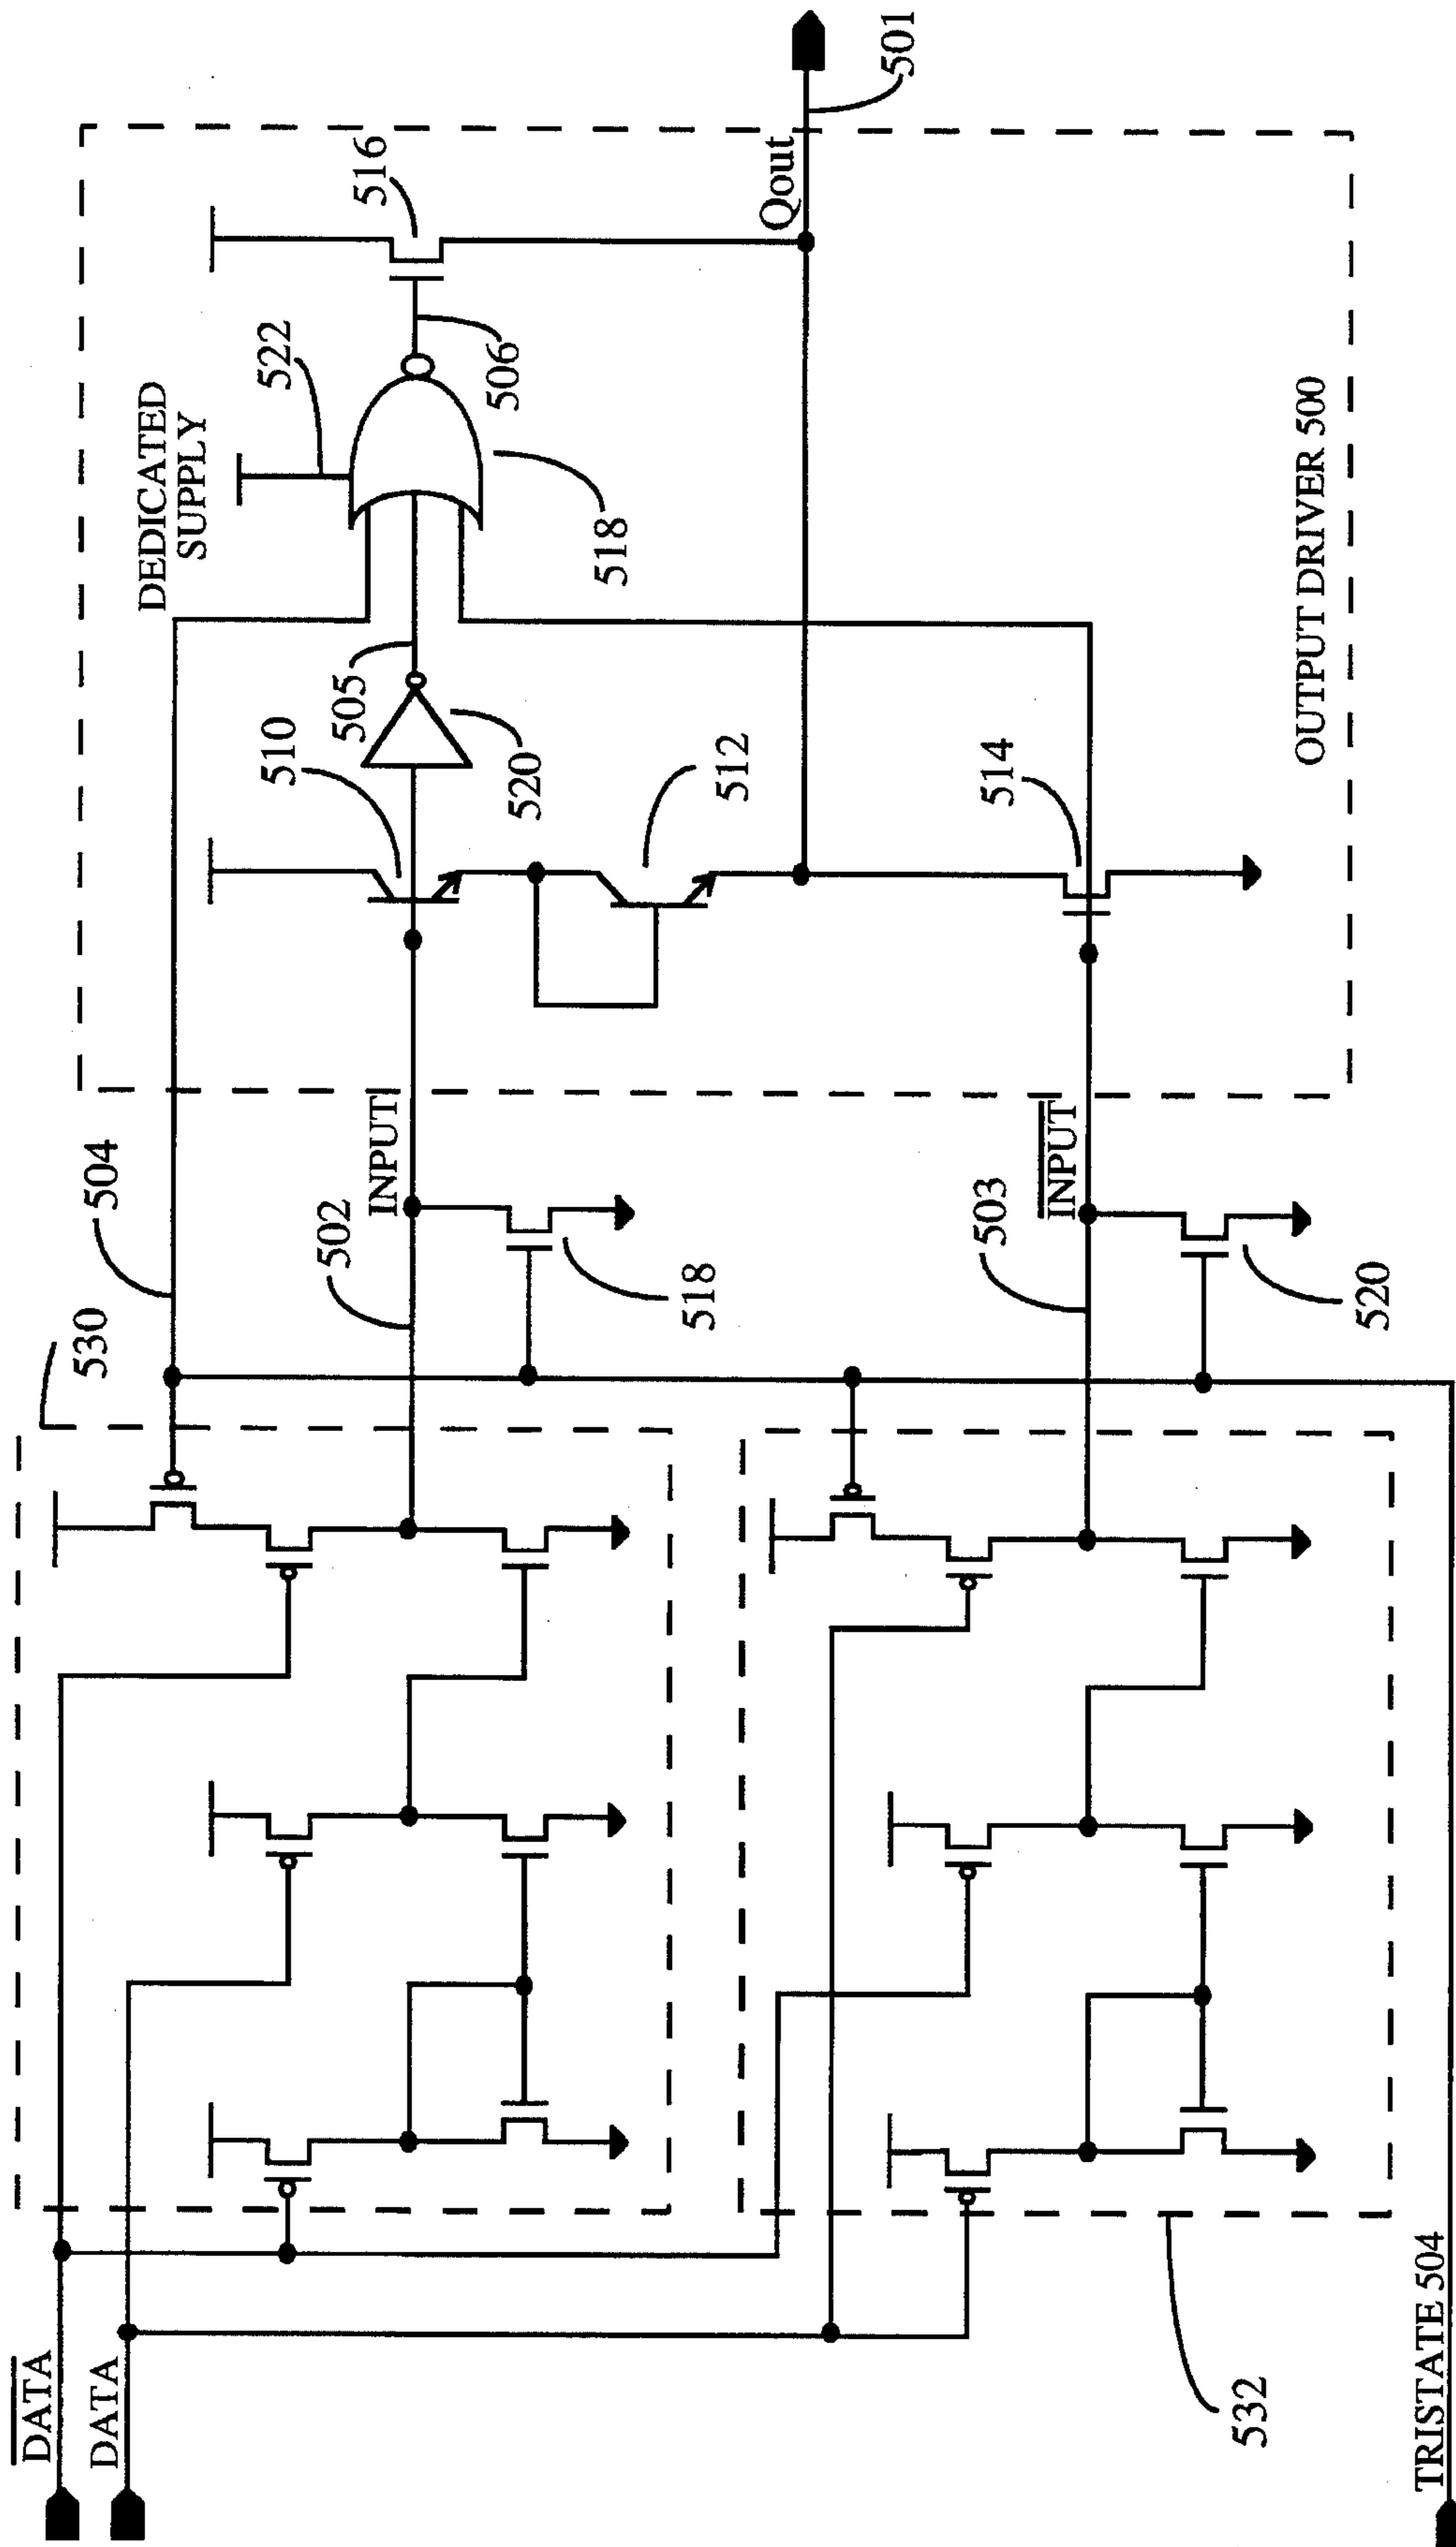 DATA
DATA
TRISTATE 504
532
530
504
502
INPUT
518
503
INPUT
520
DEDICATED
SUPPLY
522
516
510
505
520
518
506
512
514
Qout
501
OUTPUT DRIVER 500